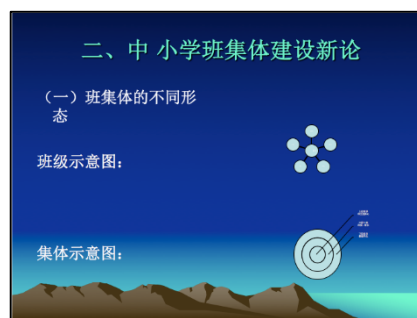 二、中 小学班集体建设新论
（一）班集体的不同形
态
班级示意图：
集体示意图：